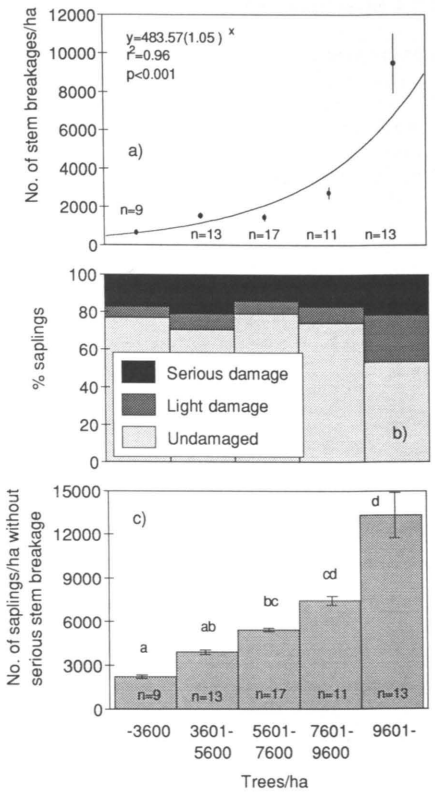 No. of stem breakages/ha
12000
10000
8000
6000
4000
2000
0
y=483.57(1.05) x
r2=0.96
p<0.001
a)
n=9
n=13
n=17
n=11
n=13
% saplings
100
80
60
40
20
0
Serious damage
Light damage
Undamaged
b)
No. of saplings/ha without
serious stem breakage
15000
12000
9000
6000
3000
0
c)
a
ab
bc
cd
d
n=9
n=13
n=17
n=11
n=13
-3600
3601-
5600
5601-
7600
7601-
9600
9601-
Trees/ha